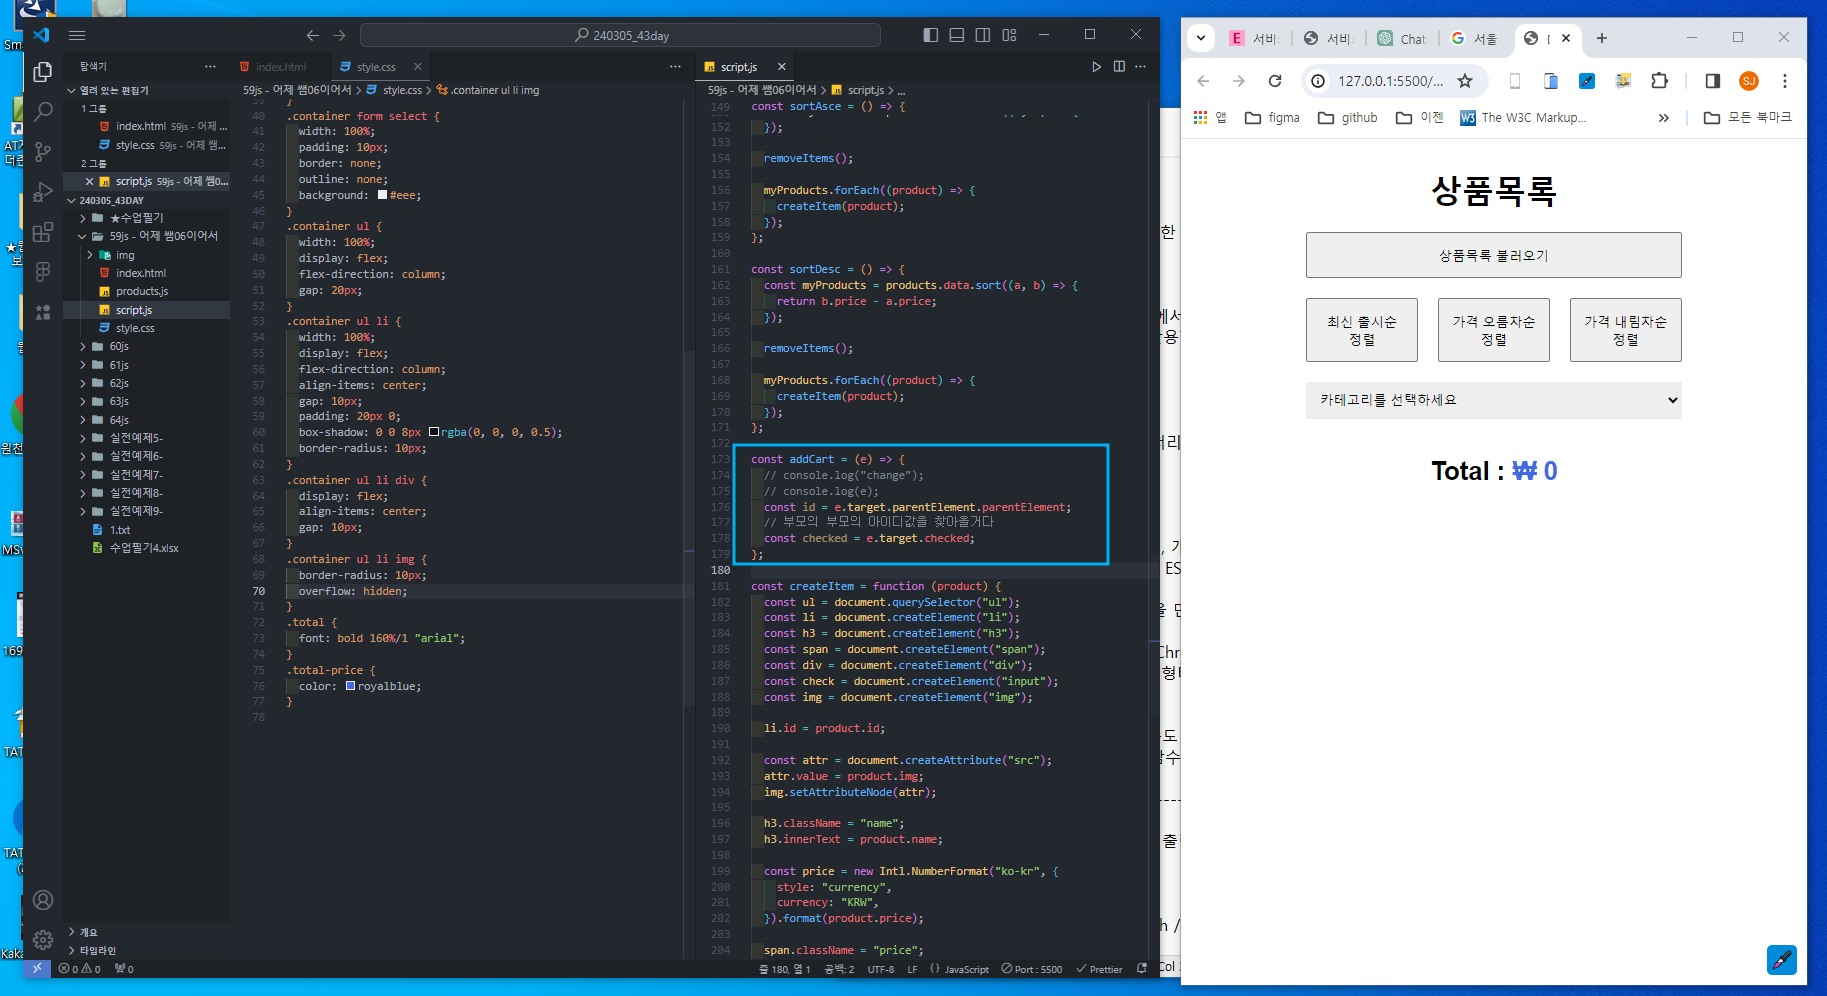 240305_43day
탐색기
열려 있는 편집기
1 그룹
index.html 59js - 어제 ...
style.css 59js - 어제 쌤...
2 그룹
script.js 59js - 어제 쌤0...
240305_43DAY
★수업필기
59js - 어제 쌤06이어서
img
index.html
products.js
script.js
style.css
60js
61js
62js
63js
64js
실전예제5-
실전예제6-
실전예제7-
실전예제8-
실전예제9-
1.txt
수업필기4.xlsx
개요
타임라인
index.html
style.css
59js - 어제 쌤06이어서 > style.css > .container ul li img
39 }
40 .container form select {
41 width: 100%;
42 padding: 10px;
43 border: none;
44 outline: none;
45 background: #eee;
46 }
47 .container ul {
48 width: 100%;
49 display: flex;
50 flex-direction: column;
51 gap: 20px;
52 }
53 .container ul li {
54 width: 100%;
55 display: flex;
56 flex-direction: column;
57 align-items: center;
58 gap: 10px;
59 padding: 20px 0;
60 box-shadow: 0 0 8px rgba(0, 0, 0, 0.5);
61 border-radius: 10px;
62 }
63 .container ul li div {
64 display: flex;
65 align-items: center;
66 gap: 10px;
67 }
68 .container ul li img {
69 border-radius: 10px;
70 overflow: hidden;
71 }
72 .total {
73 font: bold 160%/1 "arial";
74 }
75 .total-price {
76 color: royalblue;
77 }
78
script.js
59js - 어제 쌤06이어서 > script.js > ...
149 const sortAsce = () => {
152 });
153
154 removeItems();
155
156 myProducts.forEach((product) => {
157 createItem(product);
158 });
159 };
160
161 const sortDesc = () => {
162 const myProducts = products.data.sort((a, b) => {
163 return b.price - a.price;
164 });
165
166 removeItems();
167
168 myProducts.forEach((product) => {
169 createItem(product);
170 });
171 };
172
173 const addCart = (e) => {
174 // console.log("change");
175 // console.log(e);
176 const id = e.target.parentElement.parentElement;
177 // 부모의 부모의 아이디값을 찾아올거다
178 const checked = e.target.checked;
179 };
180
181 const createItem = function (product) {
182 const ul = document.querySelector("ul");
183 const li = document.createElement("li");
184 const h3 = document.createElement("h3");
185 const span = document.createElement("span");
186 const div = document.createElement("div");
187 const check = document.createElement("input");
188 const img = document.createElement("img");
189
190 li.id = product.id;
191
192 const attr = document.createAttribute("src");
193 attr.value = product.img;
194 img.setAttributeNode(attr);
195
196 h3.className = "name";
197 h3.innerText = product.name;
198
199 const price = new Intl.NumberFormat("ko-kr", {
200 style: "currency",
201 currency: "KRW",
202 }).format(product.price);
203
204 span.className = "price";
0 0 0
줄 180, 열 1 공백: 2 UTF-8 LF {} JavaScript Port : 5500 Prettier
서비 서비 Chat 서울
127.0.0.1:5500/...
SJ
앱 figma github 이젠 The W3C Markup... » 모든 북마크
상품목록
상품목록 불러오기
최신 출시순 정렬
가격 오름차순 정렬
가격 내림차순 정렬
카테고리를 선택하세요
Total : ₩ 0